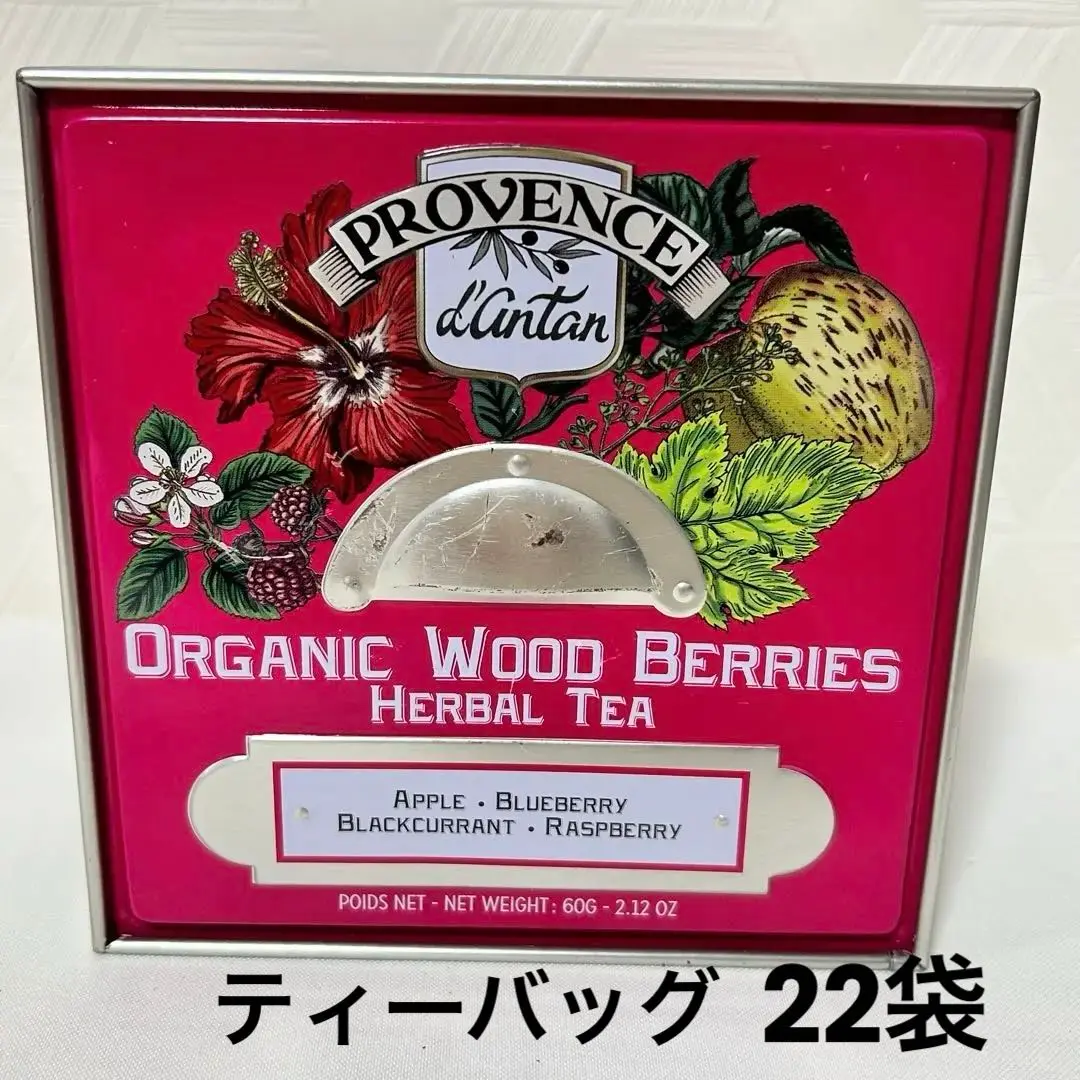 PROVENCE
d'Antan
ORGANIC WOOD BERRIES
HERBAL TEA
APPLE • BLUEBERRY
BLACKCURRANT • RASPBERRY
POIDS NET - NET WEIGHT: 60G - 2.12 OZ
ティーバッグ 22袋